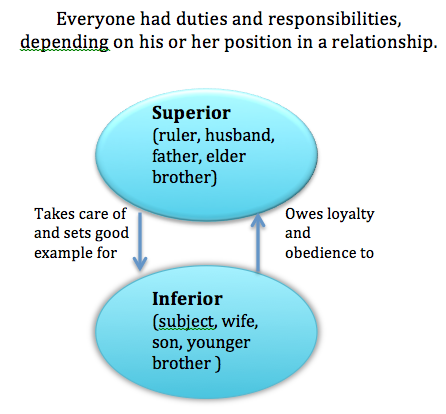 Everyone had duties and responsibilities,
depending on his or her position in a relationship.
Superior
(ruler, husband,
father, elder
brother)
Takes care of
and sets good
example for
Owes loyalty
and
obedience to
Inferior
(subject, wife,
son, younger
brother )